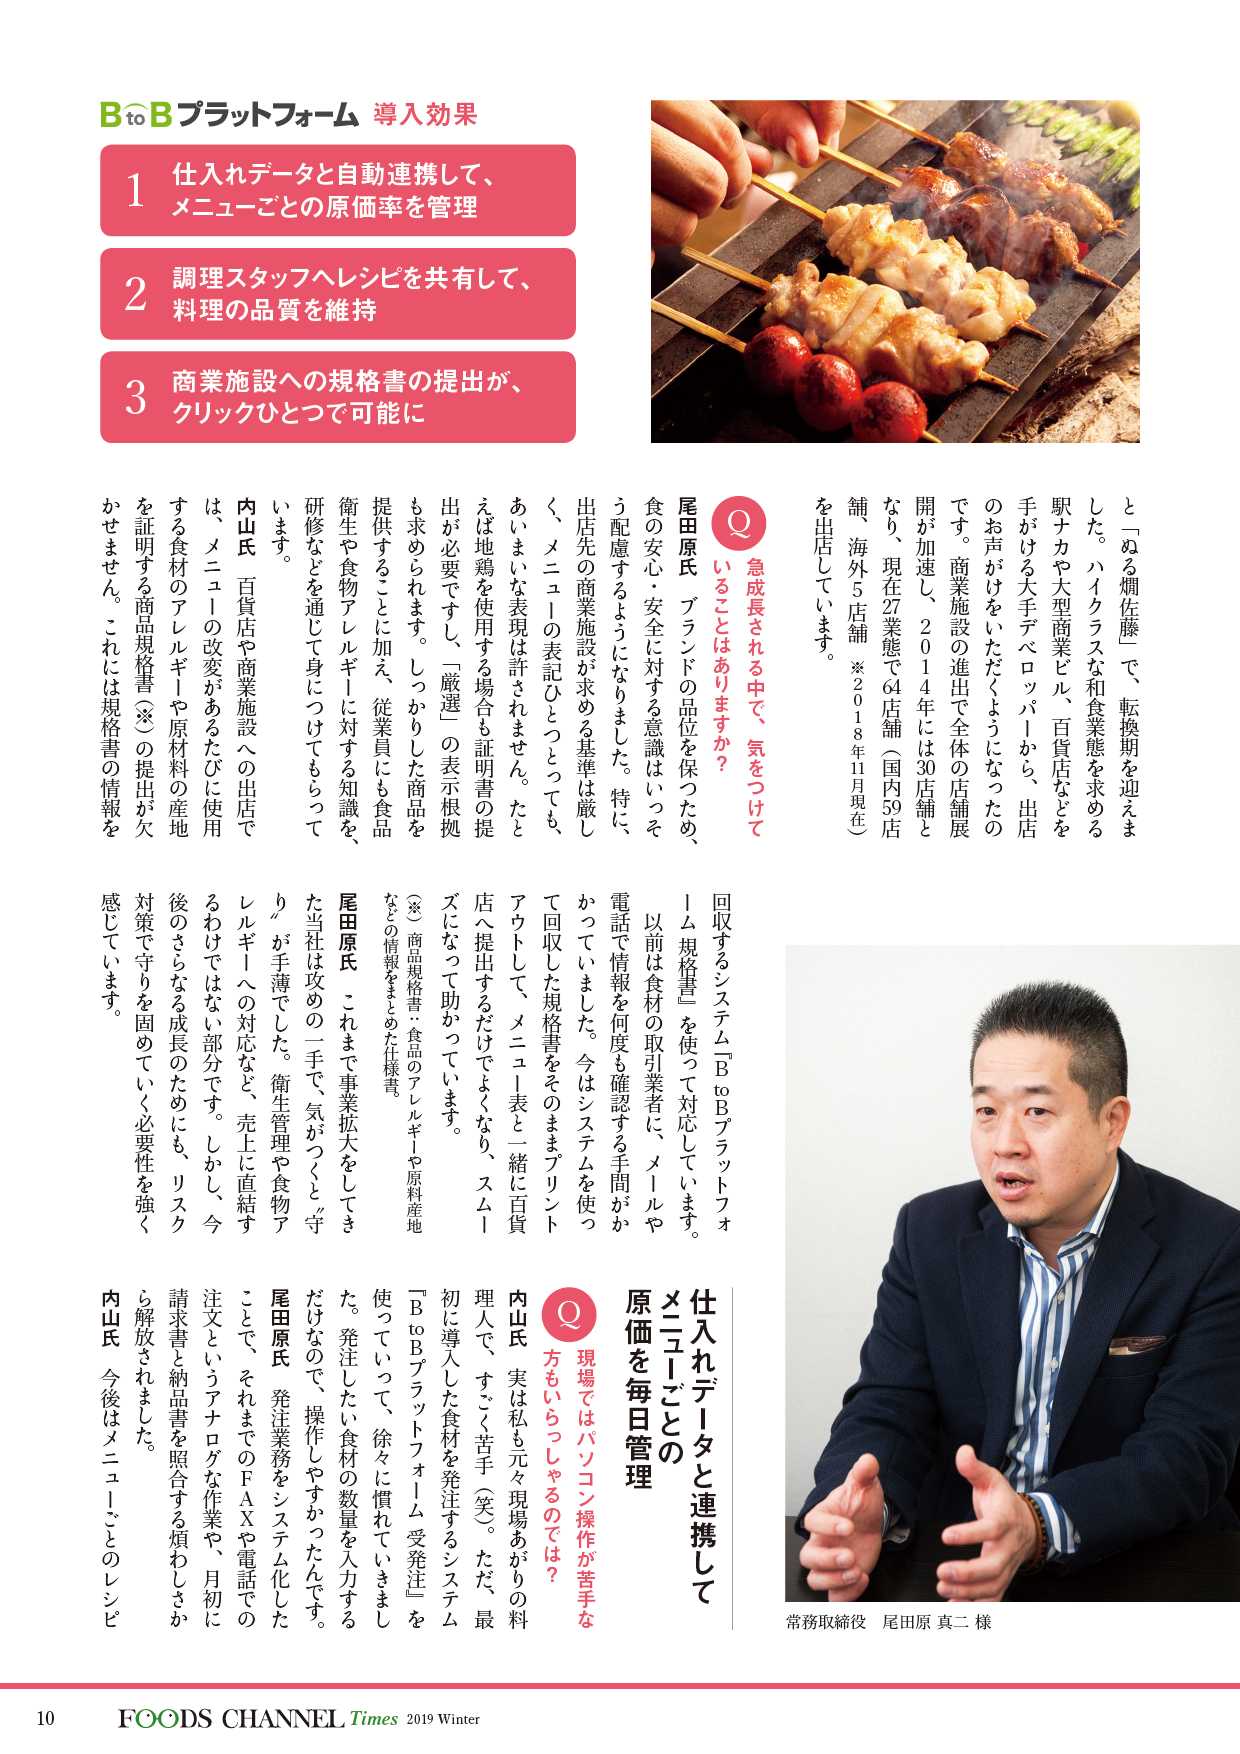 BtoBプラットフォーム 導入効果
1
仕入れデータと自動連携して、
メニューごとの原価率を管理
2
調理スタッフへレシピを共有して、
料理の品質を維持
3
商業施設への規格書の提出が、
クリックひとつで可能に
と「ぬる燗佐藤」で、転換期を迎えま
した。ハイクラスな和食業態を求める
駅ナカや大型商業ビル、百貨店などを
手がける大手デベロッパーから、出店
のお声がけをいただくようになったの
です。商業施設の進出で全体の店舗展
開が加速し、2014年には30店舗と
なり、現在27業態で64店舗（国内59店
舗、海外5店舗 ※2018年11月現在）
を出店しています。
Q
急成長される中で、気をつけて
いることはありますか？
尾田原氏 ブランドの品位を保つため、
食の安心・安全に対する意識はいっそ
う配慮するようになりました。特に、
出店先の商業施設が求める基準は厳し
く、メニューの表記ひとつとっても、
あいまいな表現は許されません。たと
えば地鶏を使用する場合も証明書の提
出が必要ですし、「厳選」の表示根拠
も求められます。しっかりした商品を
提供することに加え、従業員にも食品
衛生や食物アレルギーに対する知識を、
研修などを通じて身につけてもらって
います。
内山氏 百貨店や商業施設への出店で
は、メニューの改変があるたびに使用
する食材のアレルギーや原材料の産地
を証明する商品規格書（※）の提出が欠
かせません。これには規格書の情報を
回収するシステム『BtoBプラットフォ
ーム 規格書』を使って対応しています。
以前は食材の取引業者に、メールや
電話で情報を何度も確認する手間がか
かっていました。今はシステムを使っ
て回収した規格書をそのままプリント
アウトして、メニュー表と一緒に百貨
店へ提出するだけでよくなり、スムー
ズになって助かっています。
（※）商品規格書：食品のアレルギーや原料産地
などの情報をまとめた仕様書。
尾田原氏 これまで事業拡大をしてき
た当社は攻めの一手で、気がつくと〝守
り〟が手薄でした。衛生管理や食物ア
レルギーへの対応など、売上に直結す
るわけではない部分です。しかし、今
後のさらなる成長のためにも、リスク
対策で守りを固めていく必要性を強く
感じています。
仕入れデータと連携して
メニューごとの
原価を毎日管理
Q
現場ではパソコン操作が苦手な
方もいらっしゃるのでは？
内山氏 実は私も元々現場あがりの料
理人で、すごく苦手（笑）。ただ、最
初に導入した食材を発注するシステム
『BtoBプラットフォーム 受発注』を
使っていって、徐々に慣れていきまし
た。発注したい食材の数量を入力する
だけなので、操作しやすかったんです。
尾田原氏 発注業務をシステム化した
ことで、それまでのFAXや電話での
注文というアナログな作業や、月初に
請求書と納品書を照合する煩わしさか
ら解放されました。
内山氏 今後はメニューごとのレシピ
常務取締役 尾田原 真二 様
10
FOODS CHANNEL Times 2019 Winter